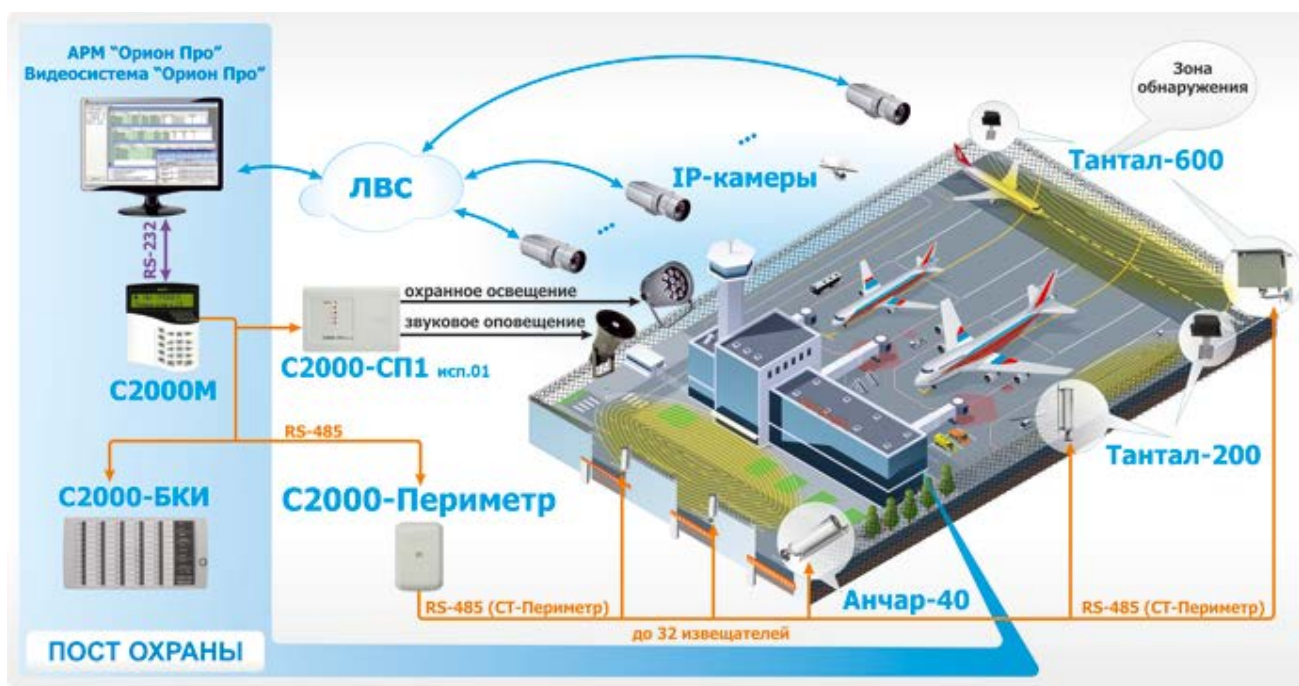 АРМ “Орион Про”
Видеосистема “Орион Про”
Зона
обнаружения
Тантал-600
ЛВС
IP-камеры
RS-232
охранное освещение
звуковое оповещение
С2000-СП1 исп.01
С2000М
RS-485
Тантал-200
С2000-БКИ
С2000-Периметр
Анчар-40
RS-485 (СТ-Периметр)
RS-485 (СТ-Периметр)
до 32 извещателей
ПОСТ ОХРАНЫ